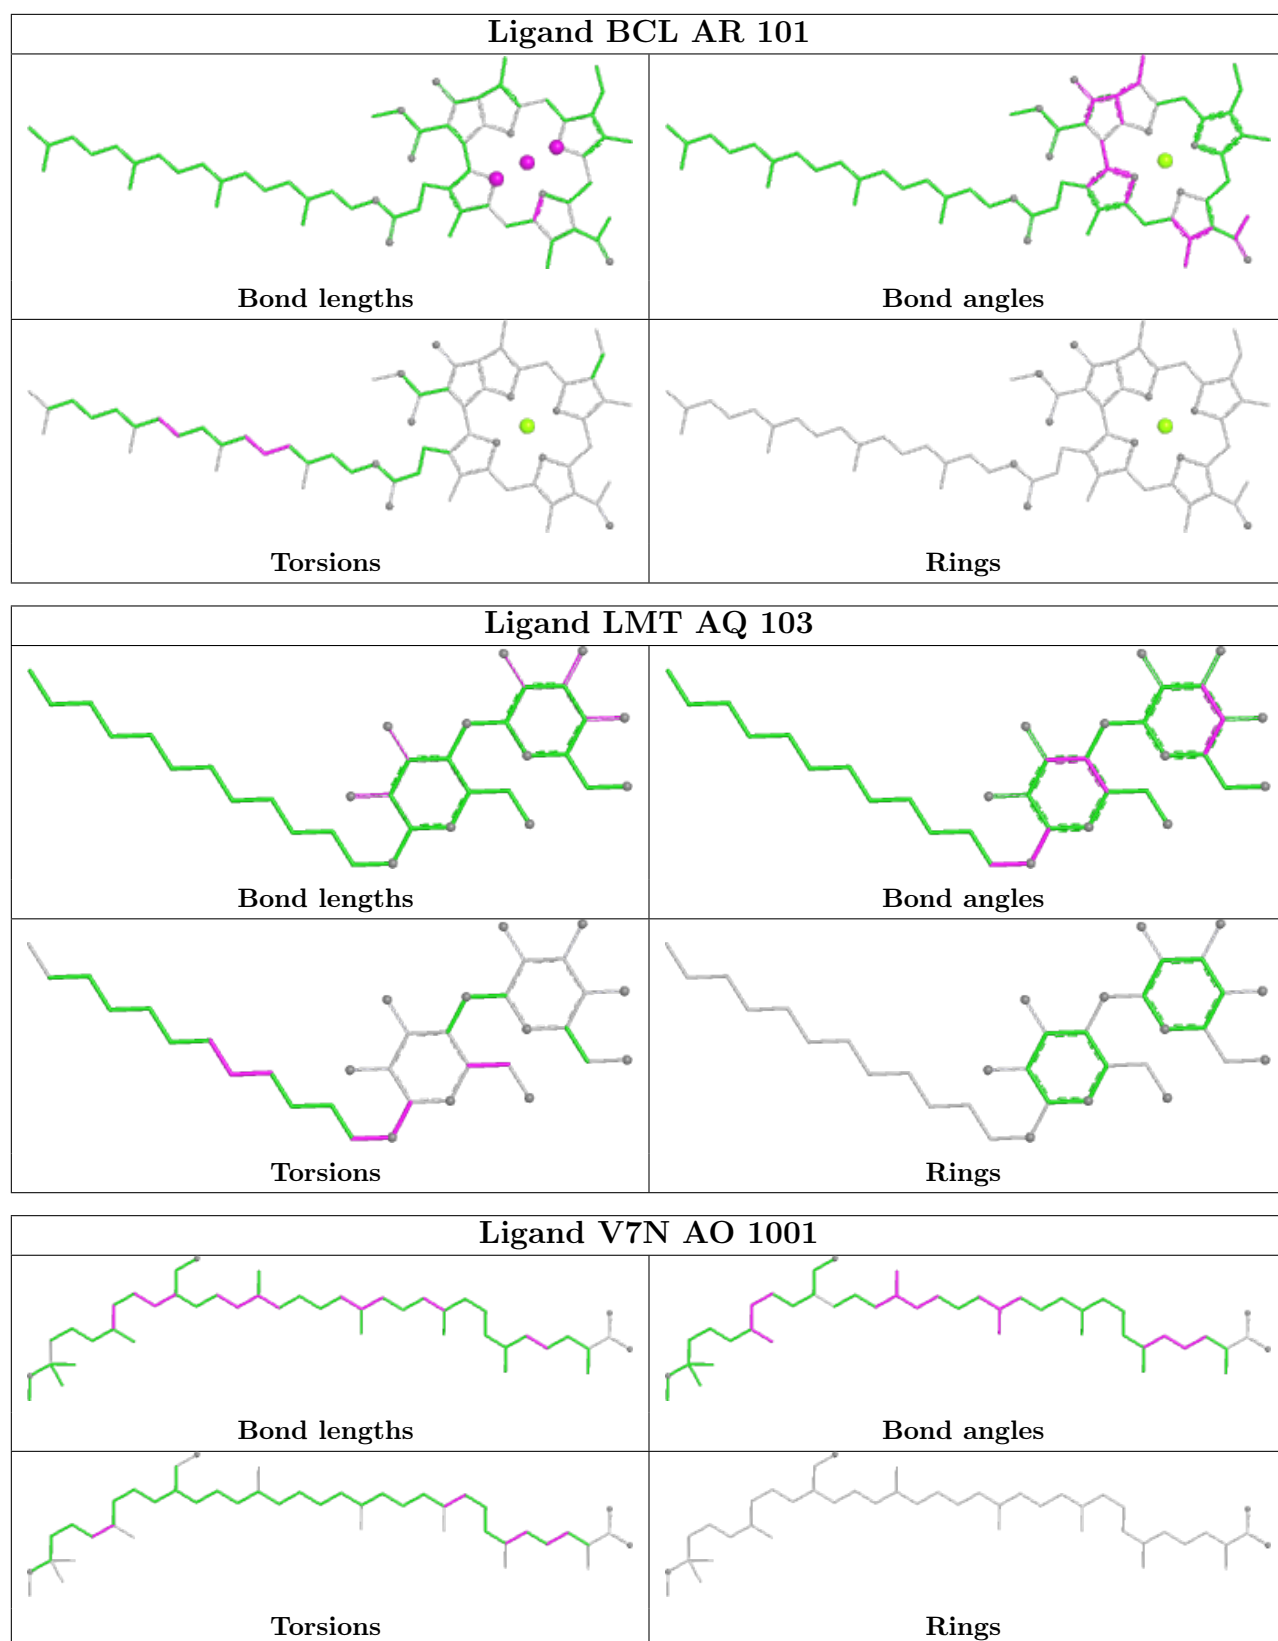 Ligand BCL AR 101
Bond lengths
Bond angles
Torsions
Rings
Ligand LMT AQ 103
Bond lengths
Bond angles
Torsions
Rings
Ligand V7N AO 1001
Bond lengths
Bond angles
Torsions
Rings